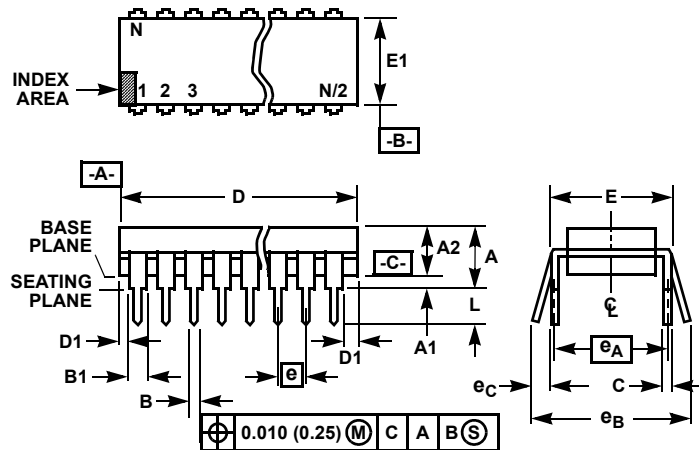 N
E1
INDEX
AREA
1 2 3 N/2
-B-
-A-
D
E
BASE
PLANE
A2
A
-C-
SEATING
PLANE
L
C
L
D1
A1
D1
eA
B1
e
eC
C
B
eB
0.010 (0.25) M C A B S